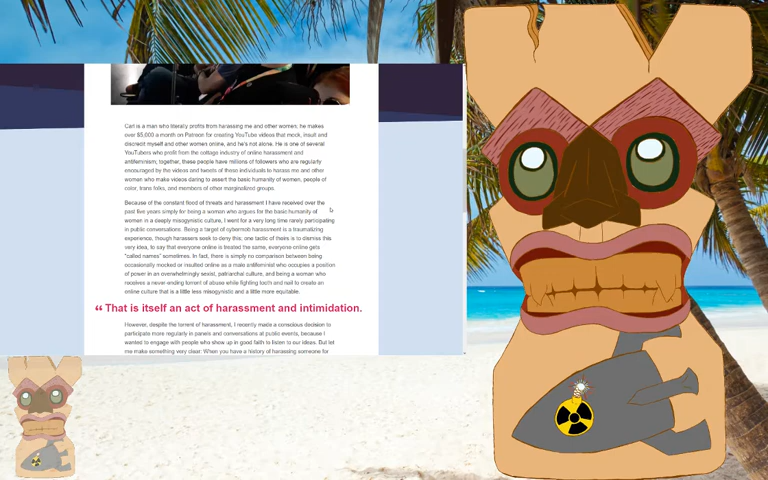 Carl is a man who literally profits from harassing me and other women, he makes
over $5,000 a month on Patreon for creating YouTube videos that mock, insult and
discredit myself and other women online, and he's not alone. He is one of several
YouTubers who profit from the cottage industry of online harassment and
antifeminism, together, these people have millions of followers who are regularly
encouraged by the videos and tweets of these individuals to harass me and other
women who make videos daring to assert the basic humanity of women, people of
color, trans folks, and members of other marginalized groups.
Because of the constant flood of threats and harassment I have received over the
past five years simply for being a woman who argues for the basic humanity of
women in a deeply misogynistic culture, I went for a very long time rarely participating
in public conversations. Being a target of cybermob harassment is a traumatizing
experience, though harassers seek to deny this; one tactic of theirs is to dismiss this
very idea, to say that everyone online is treated the same, everyone online gets
"called names" sometimes. In fact, there is simply no comparison between being
occasionally mocked or insulted online as a male antifeminist who occupies a position
of power in an overwhelmingly sexist, patriarchal culture, and being a woman who
receives a never-ending torrent of abuse while fighting tooth and nail to create an
online culture that is a little less misogynistic and a little more equitable.
“ That is itself an act of harassment and intimidation.
However, despite the torrent of harassment, I recently made a conscious decision to
participate more regularly in panels and conversations at public events, because I
wanted to engage with people who show up in good faith to listen to our ideas. But let
me make something very clear: When you have a history of harassing someone for